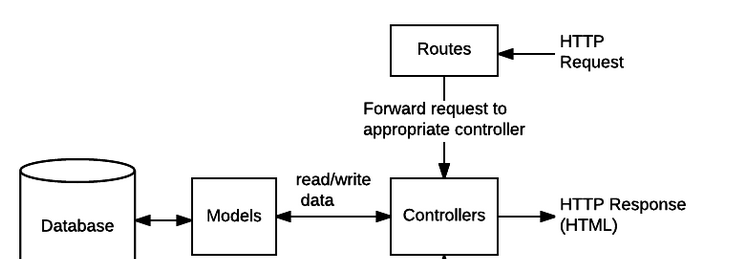 Routes
HTTP
Request
Forward request to
appropriate controller
read/write
data
Database
Models
Controllers
HTTP Response
(HTML)